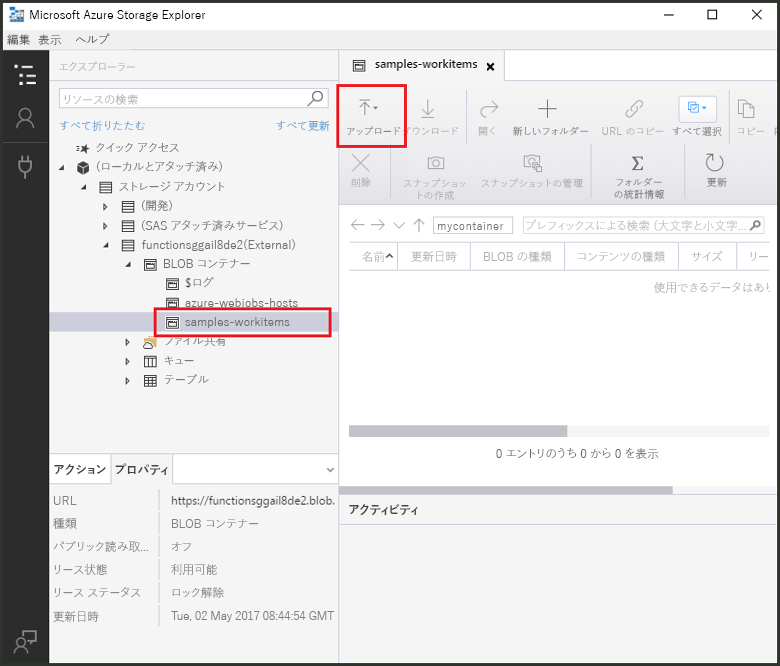 Microsoft Azure Storage Explorer
編集 表示 ヘルプ
エクスプローラー
リソースの検索
すべて折りたたむ すべて更新
クイック アクセス
(ローカルとアタッチ済み)
ストレージ アカウント
(開発)
(SAS アタッチ済みサービス)
functionsggail8de2(External)
BLOB コンテナー
$ログ
azure-webjobs-hosts
samples-workitems
ファイル共有
キュー
テーブル
アクション プロパティ
URL https://functionsggail8de2.blob.
種類 BLOB コンテナー
パブリック読み取... オフ
リース状態 利用可能
リース ステータス ロック解除
更新日時 Tue, 02 May 2017 08:44:54 GMT
samples-workitems
アップロード ダウンロード 開く 新しいフォルダー URL のコピー すべて選択 コピー
削除 スナップショットの作成 スナップショットの管理 フォルダーの統計情報 更新
mycontainer プレフィックスによる検索 (大文字と小文字...
名前 更新日時 BLOB の種類 コンテンツの種類 サイズ リー
使用できるデータはあり
0 エントリのうち 0 から 0 を表示
アクティビティ